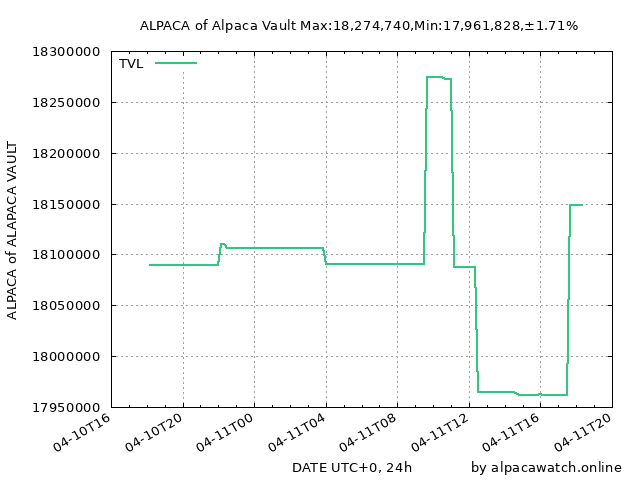 ALPACA of Alpaca Vault Max:18,274,740,Min:17,961,828,±1.71%
TVL
18300000
18250000
18200000
18150000
18100000
18050000
18000000
17950000
ALPACA of ALAPACA VAULT
04-10T16
04-10T20
04-11T00
04-11T04
04-11T08
04-11T12
04-11T16
04-11T20
DATE UTC+0, 24h
by alpacawatch.online